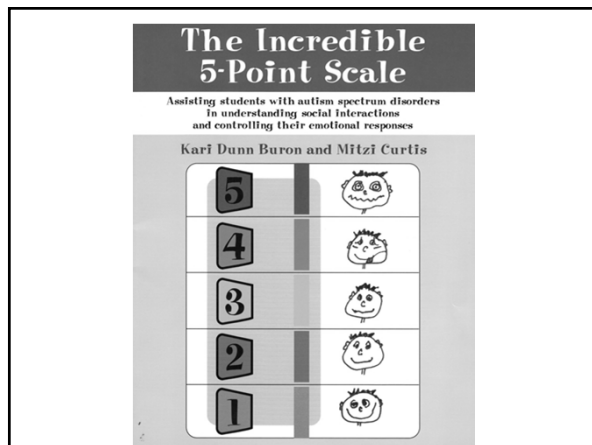 The Incredible
5-Point Scale
Assisting students with autism spectrum disorders
in understanding social interactions
and controlling their emotional responses
Kari Dunn Buron and Mitzi Curtis
5
4
3
2
1